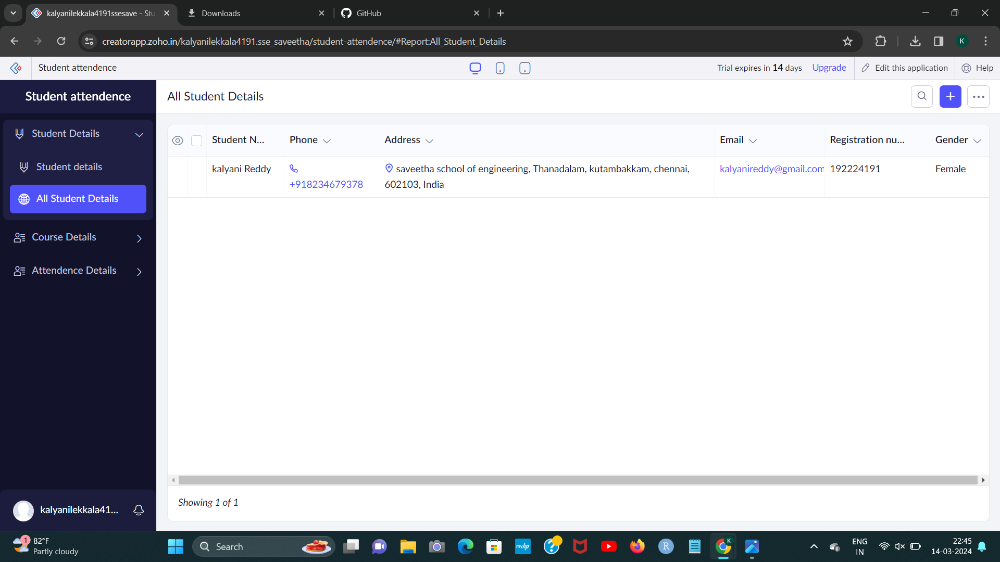 kalyanilekkala4191ssesave - Stu
Downloads
GitHub
creatorapp.zoho.in/kalyanilekkala4191.sse_saveetha/student-attendence/#Report:All_Student_Details
K
Student attendence
Trial expires in 14 days
Upgrade
Edit this application
Help
Student attendence
Student Details
Student details
All Student Details
Course Details
Attendence Details
kalyanilekkala41...
All Student Details
Student N...
Phone
Address
Email
Registration nu...
Gender
kalyani Reddy
+918234679378
saveetha school of engineering, Thanadalam, kutambakkam, chennai,
602103, India
kalyanireddy@gmail.com
192224191
Female
Showing 1 of 1
1
82°F
Partly cloudy
Search
myhp
R
K
ENG
IN
22:45
14-03-2024